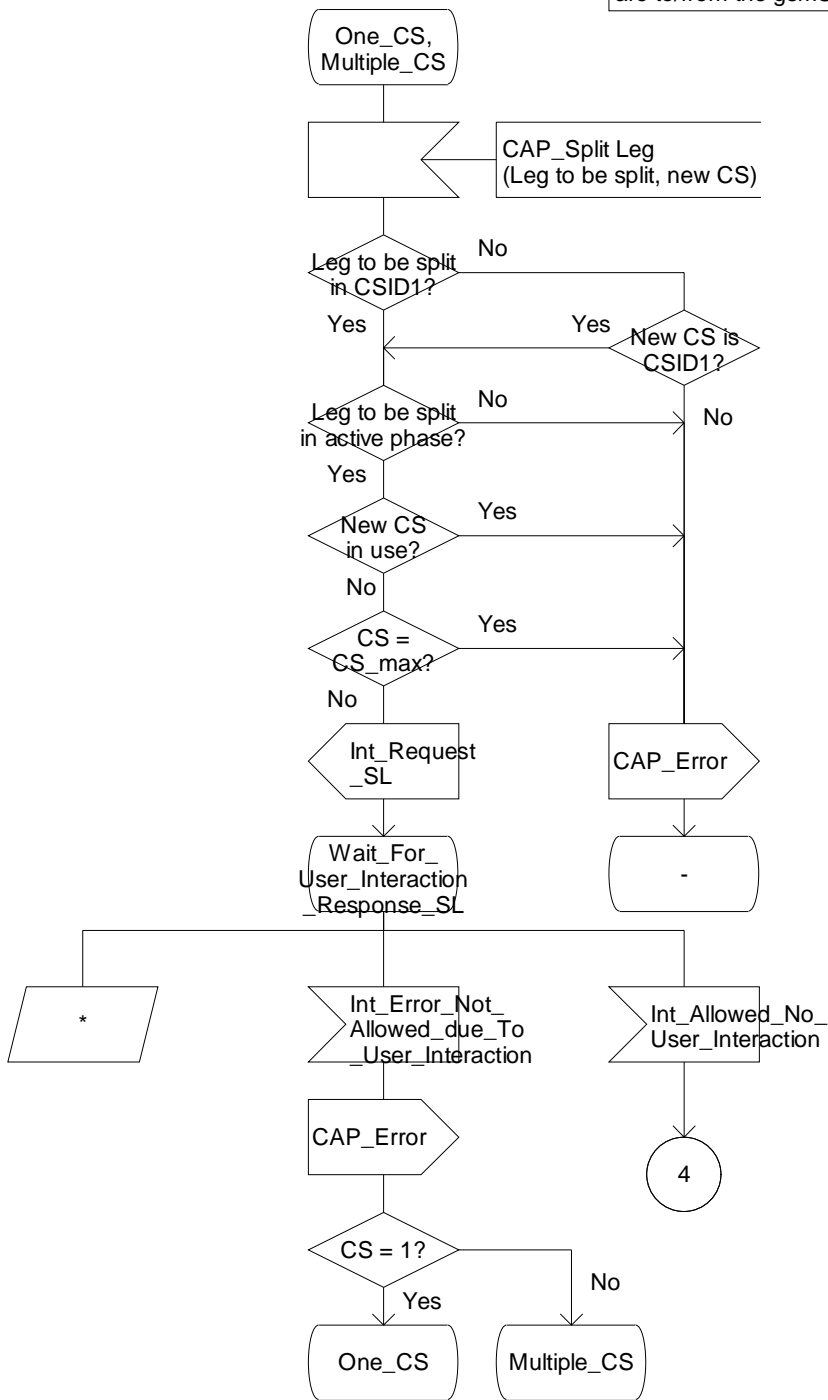 One_CS,
Multiple_CS
CAP_Split Leg
(Leg to be split, new CS)
Leg to be split
in CSID1?
No
Yes
Yes
New CS is
CSID1?
Leg to be split
in active phase?
No
No
Yes
New CS
in use?
Yes
No
CS =
CS_max?
Yes
No
Int_Request
_SL
CAP_Error
Wait_For_
User_Interaction
_Response_SL
-
*
Int_Error_Not_
Allowed_due_To
_User_Interaction
Int_Allowed_No_
User_Interaction
CAP_Error
4
CS = 1?
No
Yes
One_CS
Multiple_CS